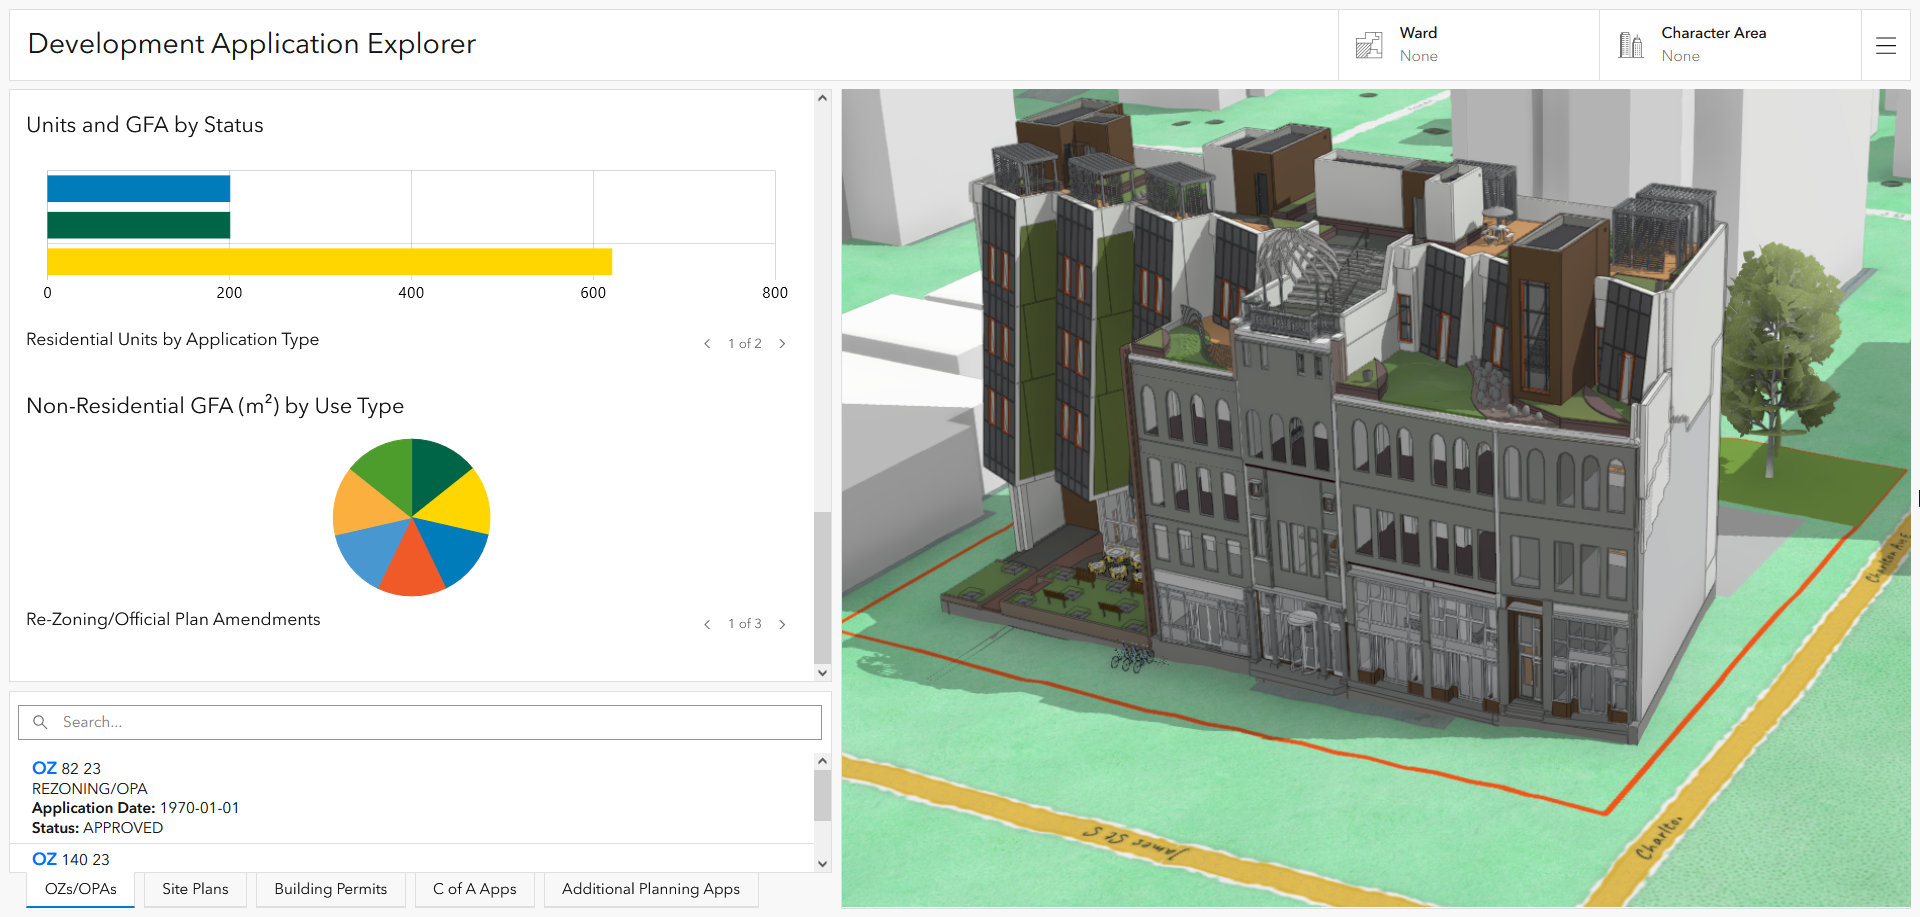 Development Application Explorer
Ward
None
Character Area
None
Units and GFA by Status
0 200 400 600 800
Residential Units by Application Type
1 of 2
Non-Residential GFA (m²) by Use Type
Re-Zoning/Official Plan Amendments
1 of 3
Search...
OZ 82 23
REZONING/OPA
Application Date: 1970-01-01
Status: APPROVED
OZ 140 23
OZs/OPAs
Site Plans
Building Permits
C of A Apps
Additional Planning Apps
Charlton Ave
James St S
Charlton